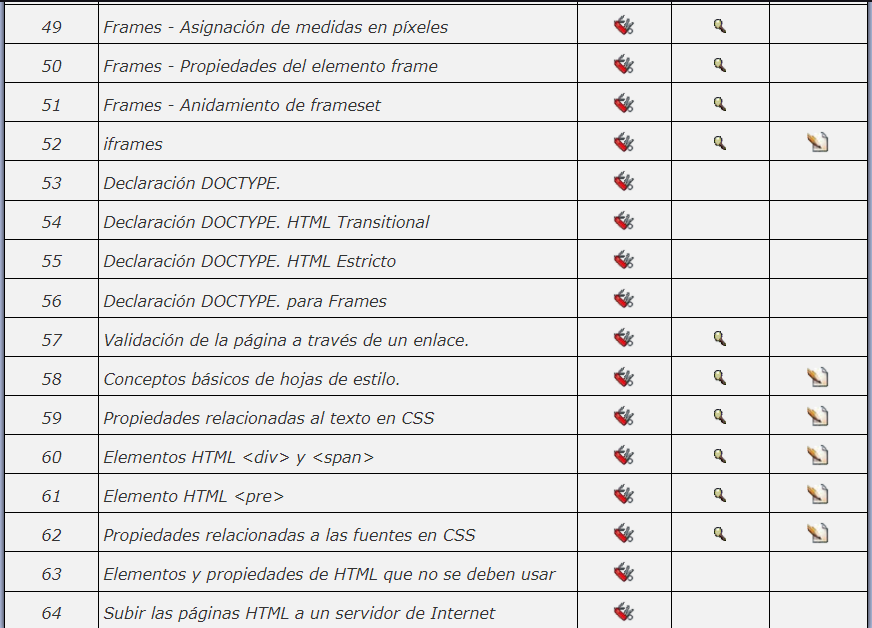 49 Frames - Asignación de medidas en píxeles
50 Frames - Propiedades del elemento frame
51 Frames - Anidamiento de frameset
52 iframes
53 Declaración DOCTYPE.
54 Declaración DOCTYPE. HTML Transitional
55 Declaración DOCTYPE. HTML Estricto
56 Declaración DOCTYPE. para Frames
57 Validación de la página a través de un enlace.
58 Conceptos básicos de hojas de estilo.
59 Propiedades relacionadas al texto en CSS
60 Elementos HTML <div> y <span>
61 Elemento HTML <pre>
62 Propiedades relacionadas a las fuentes en CSS
63 Elementos y propiedades de HTML que no se deben usar
64 Subir las páginas HTML a un servidor de Internet